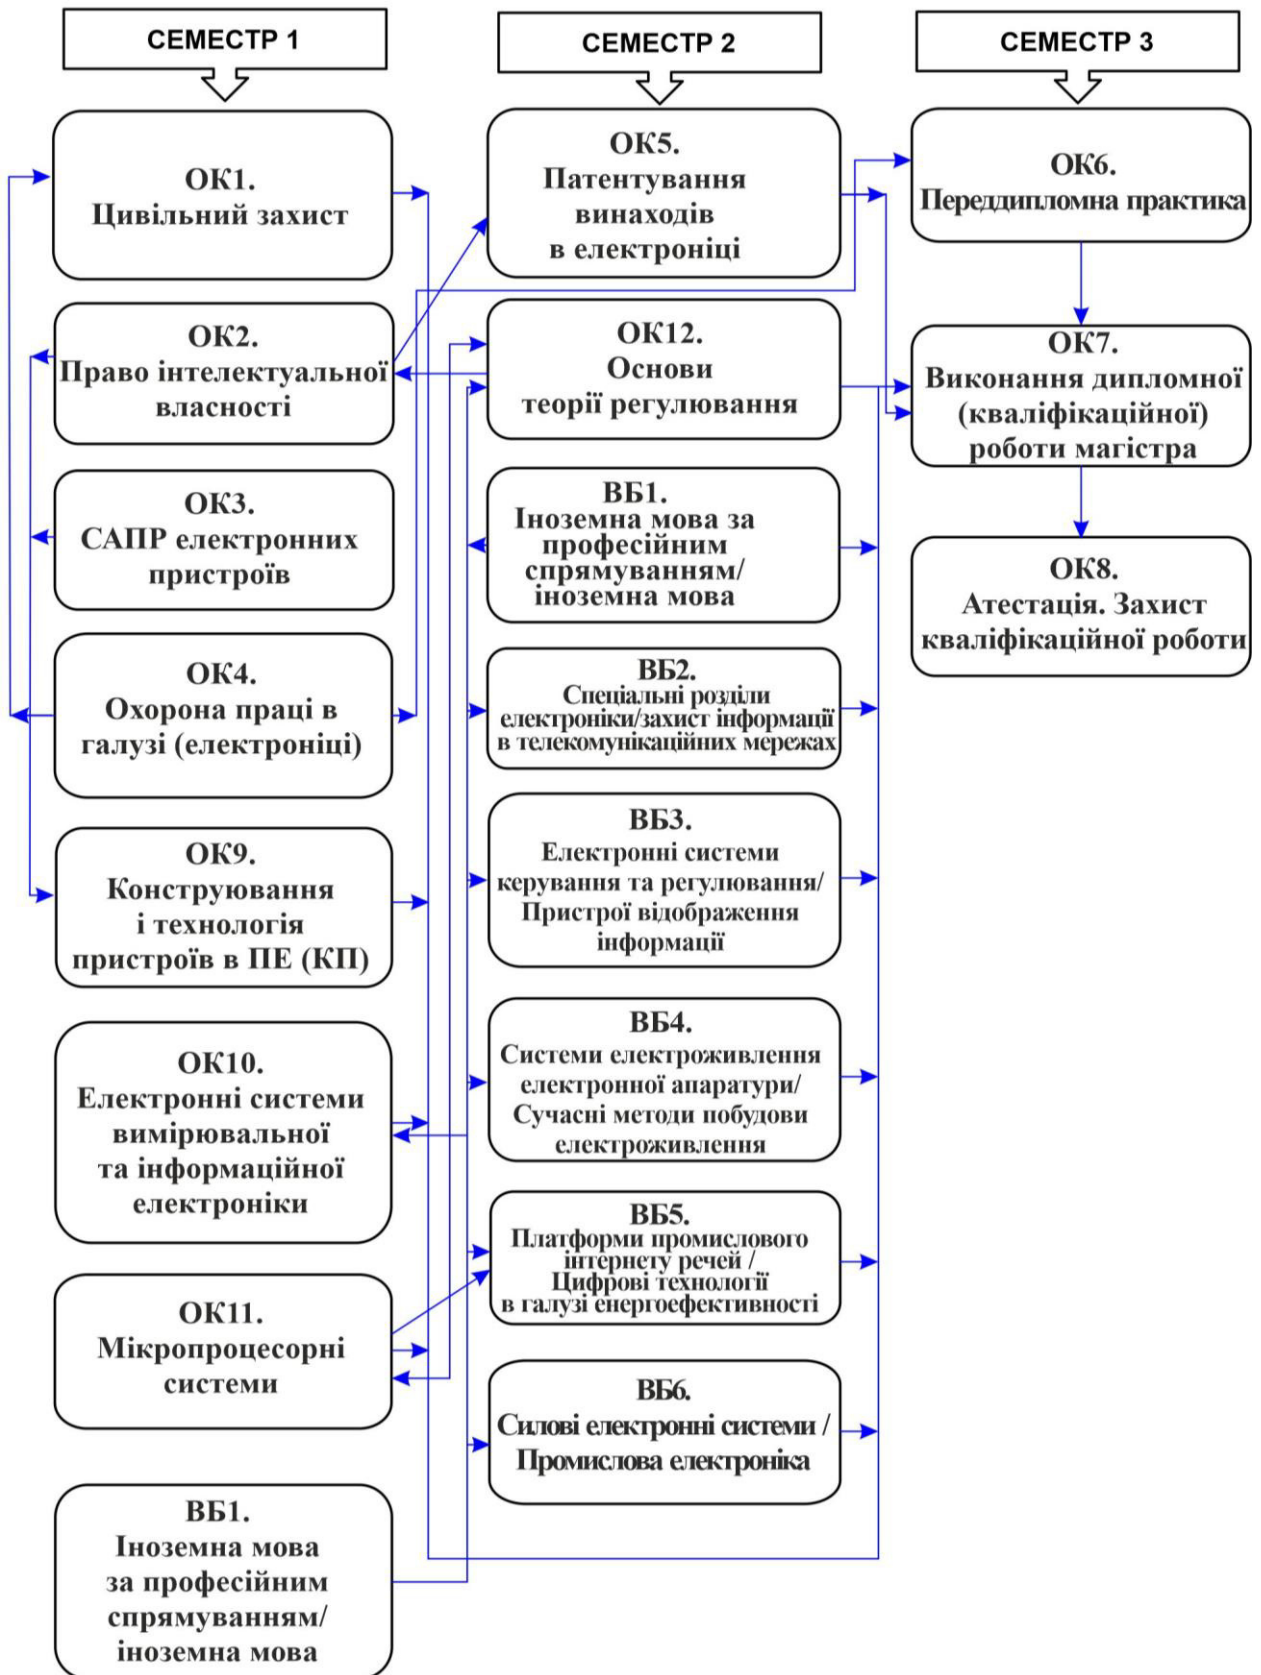 СЕМЕСТР 1
ОК1.
Цивільний захист
ОК2.
Право інтелектуальної
власності
ОК3.
САПР електронних
пристроїв
ОК4.
Охорона праці в
галузі (електроніці)
ОК9.
Конструювання
і технологія
пристроїв в ПЕ (КП)
ОК10.
Електронні системи
вимірювальної
та інформаційної
електроніки
ОК11.
Мікропроцесорні
системи
ВБ1.
Іноземна мова
за професійним
спрямуванням/
іноземна мова
СЕМЕСТР 2
ОК5.
Патентування
винаходів
в електроніці
ОК12.
Основи
теорії регулювання
ВБ1.
Іноземна мова за
професійним
спрямуванням/
іноземна мова
ВБ2.
Спеціальні розділи
електроніки/захист інформації
в телекомунікаційних мережах
ВБ3.
Електронні системи
керування та регулювання/
Пристрої відображення
інформації
ВБ4.
Системи електроживлення
електронної апаратури/
Сучасні методи побудови
електроживлення
ВБ5.
Платформи промислового
інтернету речей /
Цифрові технології
в галузі енергоефективності
ВБ6.
Силові електронні системи /
Промислова електроніка
СЕМЕСТР 3
ОК6.
Переддипломна практика
ОК7.
Виконання дипломної
(кваліфікаційної)
роботи магістра
ОК8.
Атестація. Захист
кваліфікаційної роботи